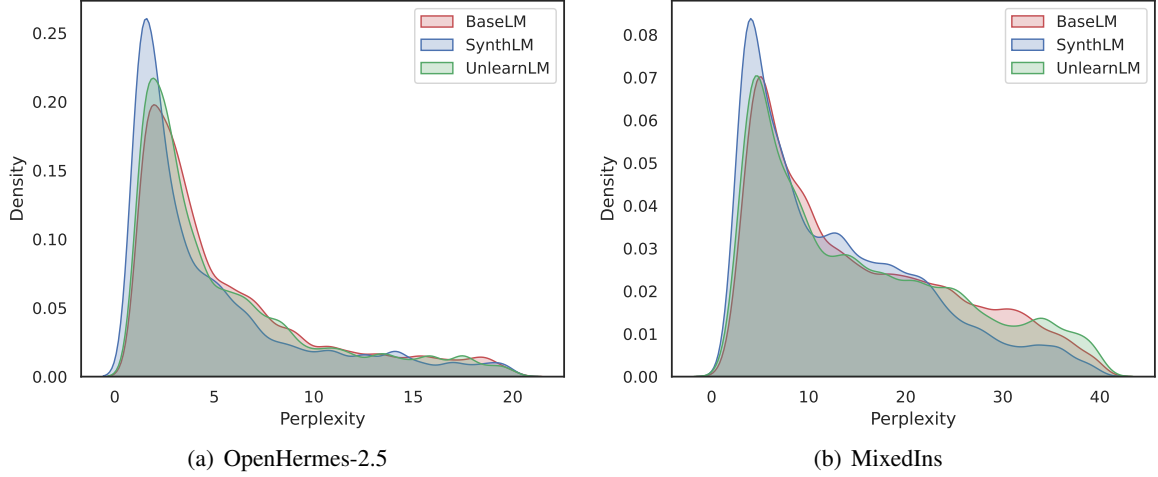 BaseLM
SynthLM
UnlearnLM
0.25
0.20
0.15
0.10
0.05
0.00
Density
0 5 10 15 20
Perplexity
(a) OpenHermes-2.5
BaseLM
SynthLM
UnlearnLM
0.08
0.07
0.06
0.05
0.04
0.03
0.02
0.01
0.00
Density
0 10 20 30 40
Perplexity
(b) MixedIns